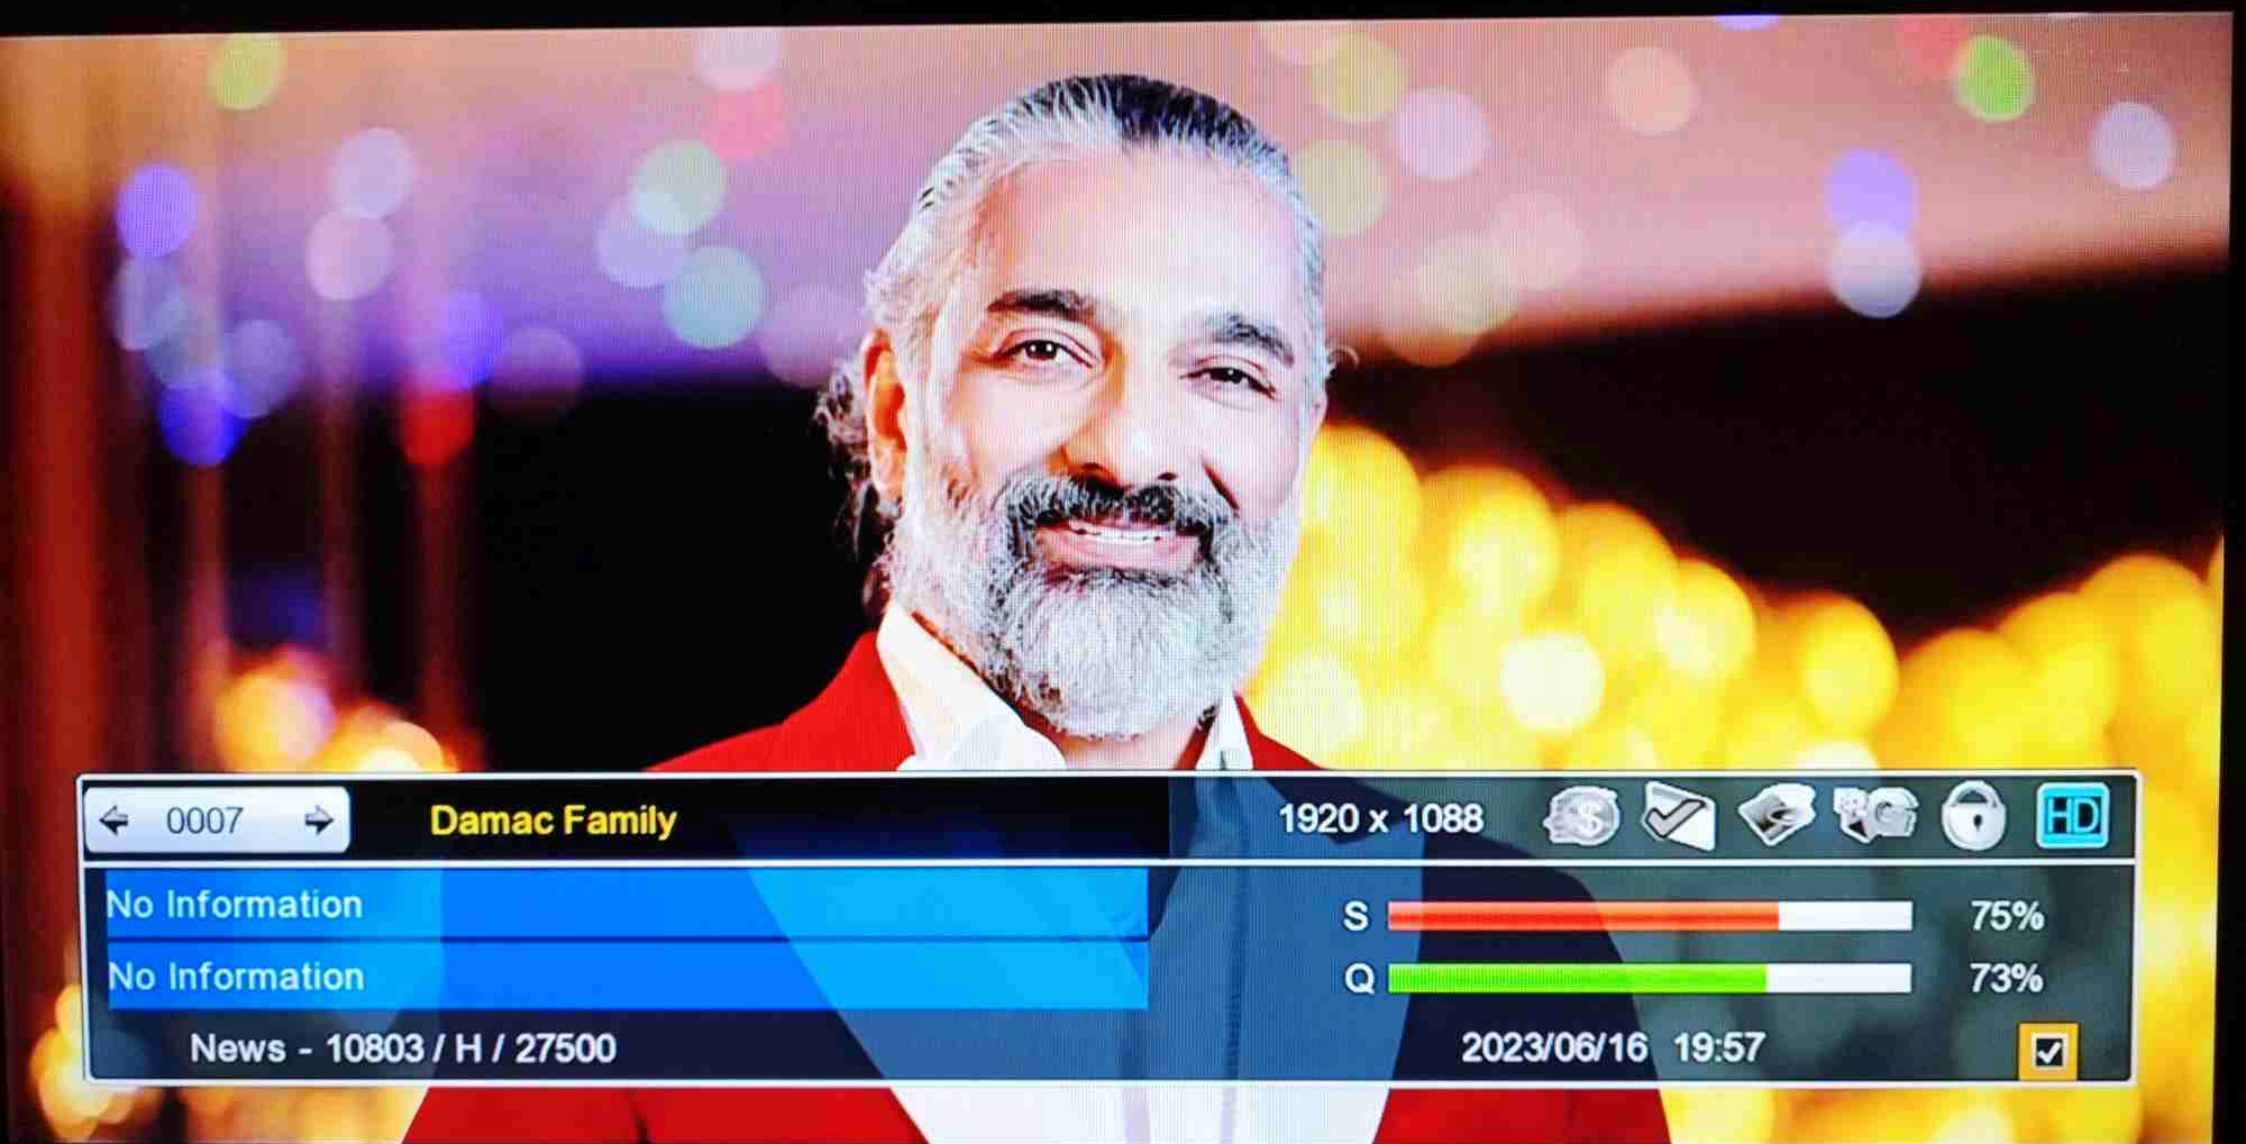 0007 Damac Family 1920 x 1088 HD
No Information
S 75%
No Information
Q 73%
News - 10803 / H / 27500 2023/06/16 19:57